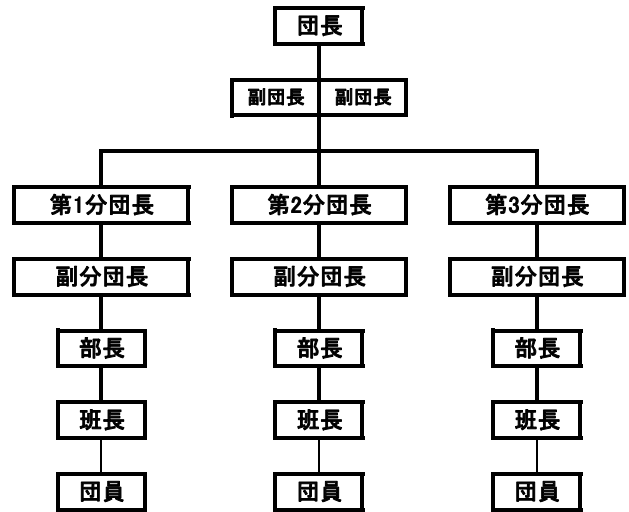 団長
副団長 副団長
第1分団長 第2分団長 第3分団長
副分団長 副分団長 副分団長
部長 部長 部長
班長 班長 班長
団員 団員 団員